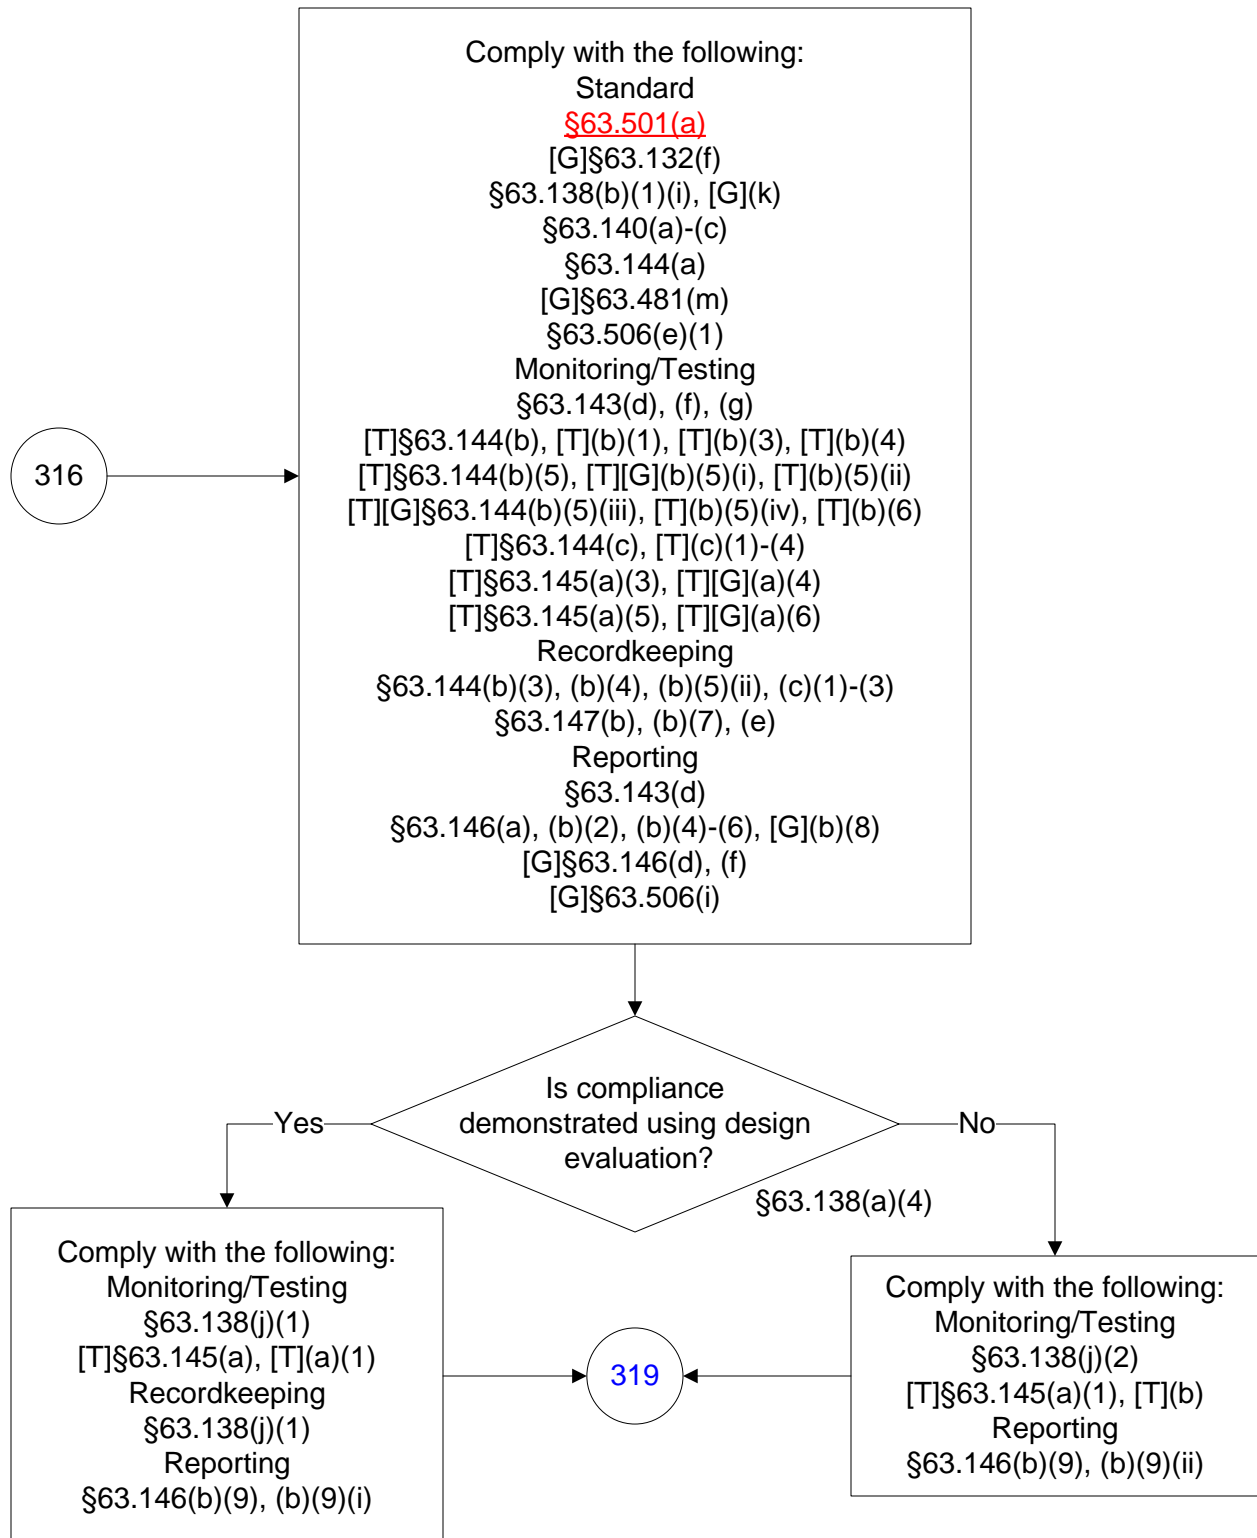 Comply with the following:
Standard
§63.501(a)
[G]§63.132(f)
§63.138(b)(1)(i), [G](k)
§63.140(a)-(c)
§63.144(a)
[G]§63.481(m)
§63.506(e)(1)
Monitoring/Testing
§63.143(d), (f), (g)
[T]§63.144(b), [T](b)(1), [T](b)(3), [T](b)(4)
[T]§63.144(b)(5), [T][G](b)(5)(i), [T](b)(5)(ii)
[T][G]§63.144(b)(5)(iii), [T](b)(5)(iv), [T](b)(6)
[T]§63.144(c), [T](c)(1)-(4)
[T]§63.145(a)(3), [T][G](a)(4)
[T]§63.145(a)(5), [T][G](a)(6)
Recordkeeping
§63.144(b)(3), (b)(4), (b)(5)(ii), (c)(1)-(3)
§63.147(b), (b)(7), (e)
Reporting
§63.143(d)
§63.146(a), (b)(2), (b)(4)-(6), [G](b)(8)
[G]§63.146(d), (f)
[G]§63.506(i)
316
Is compliance
demonstrated using design
evaluation?
Yes
No
§63.138(a)(4)
Comply with the following:
Monitoring/Testing
§63.138(j)(1)
[T]§63.145(a), [T](a)(1)
Recordkeeping
§63.138(j)(1)
Reporting
§63.146(b)(9), (b)(9)(i)
319
Comply with the following:
Monitoring/Testing
§63.138(j)(2)
[T]§63.145(a)(1), [T](b)
Reporting
§63.146(b)(9), (b)(9)(ii)